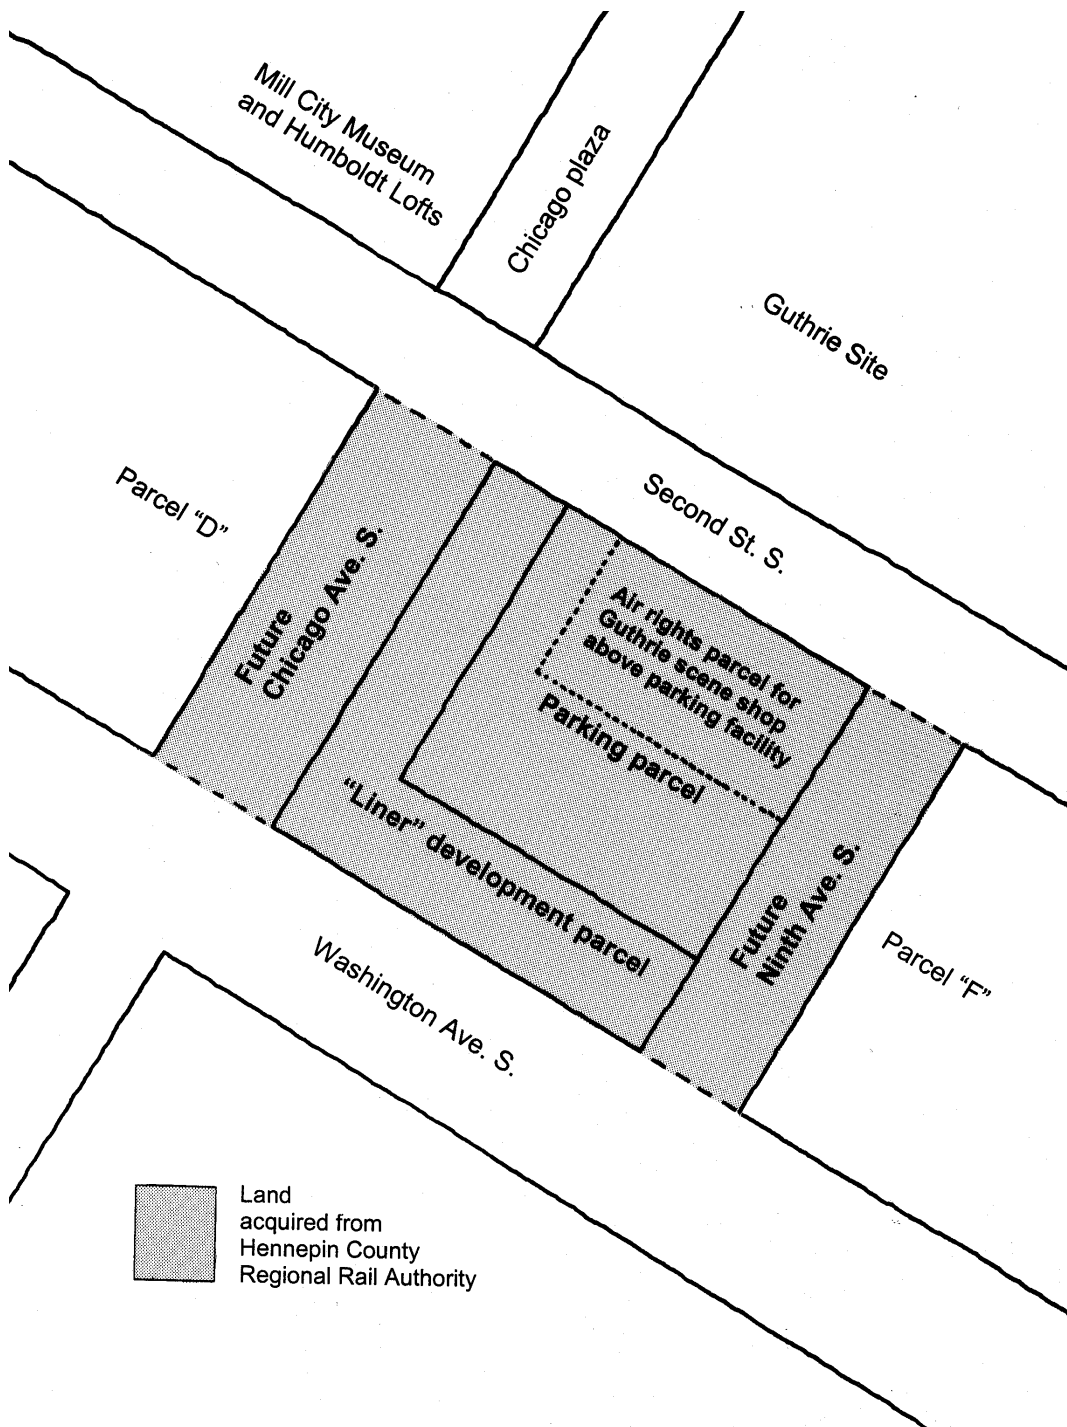 Mill City Museum
and Humboldt Lofts
Chicago plaza
Guthrie Site
Second St. S.
Parcel “D”
Future
Chicago Ave. S.
Air rights parcel for
Guthrie scene shop
above parking facility
Parking parcel
“Liner” development parcel
Future
Ninth Ave. S.
Parcel “F”
Washington Ave. S.
Land
acquired from
Hennepin County
Regional Rail Authority